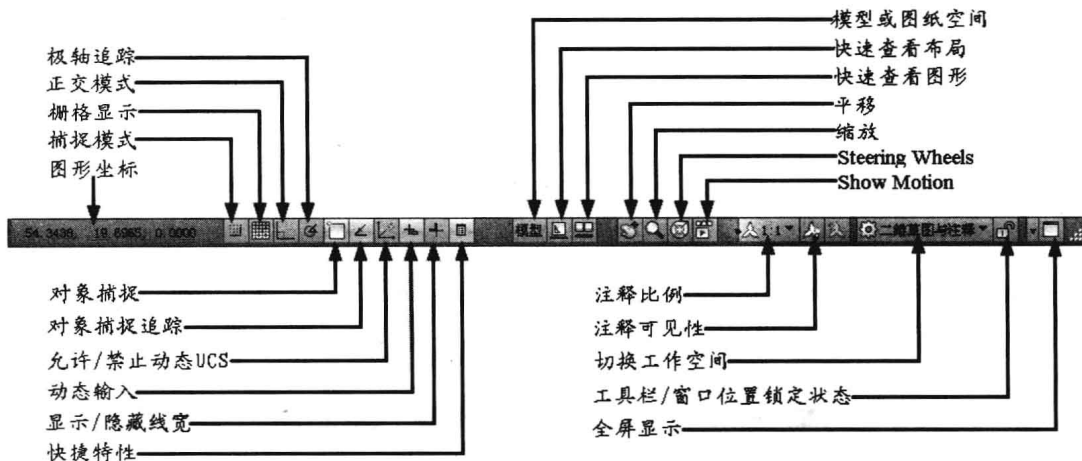 极轴追踪
正交模式
栅格显示
捕捉模式
图形坐标
模型或图纸空间
快速查看布局
快速查看图形
平移
缩放
Steering Wheels
Show Motion
54.3438, 19.6965, 0.0000
模型
1:1
二维草图与注释
对象捕捉
对象捕捉追踪
允许/禁止动态UCS
动态输入
显示/隐藏线宽
快捷特性
注释比例
注释可见性
切换工作空间
工具栏/窗口位置锁定状态
全屏显示